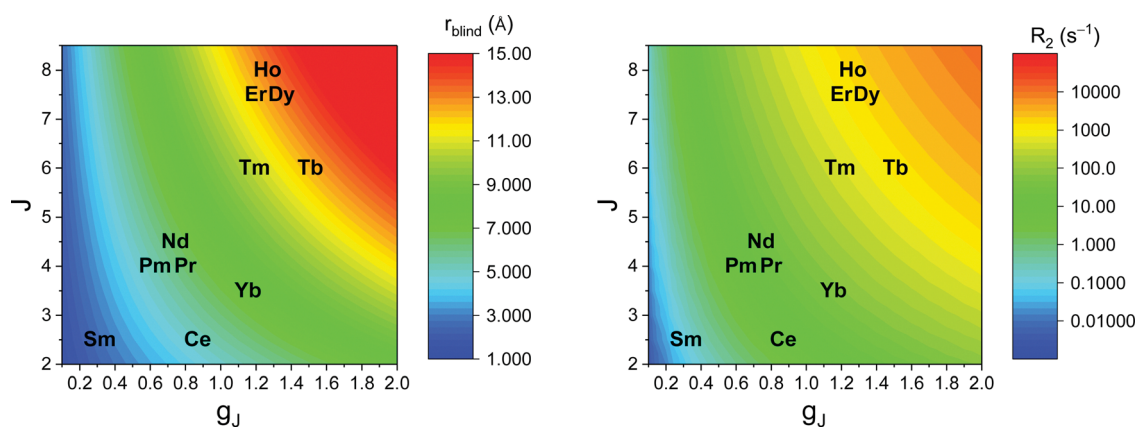 r_blind (Å)
8
7
6
5
4
3
2
J
Ho
ErDy
Tm Tb
Nd
PmPr
Yb
Sm Ce
0.2 0.4 0.6 0.8 1.0 1.2 1.4 1.6 1.8 2.0
g_J
15.00
13.00
11.00
9.000
7.000
5.000
3.000
1.000
R_2 (s⁻¹)
8
7
6
5
4
3
2
J
Ho
ErDy
Tm Tb
Nd
PmPr
Yb
Sm Ce
0.2 0.4 0.6 0.8 1.0 1.2 1.4 1.6 1.8 2.0
g_J
10000
1000
100.0
10.00
1.000
0.1000
0.01000